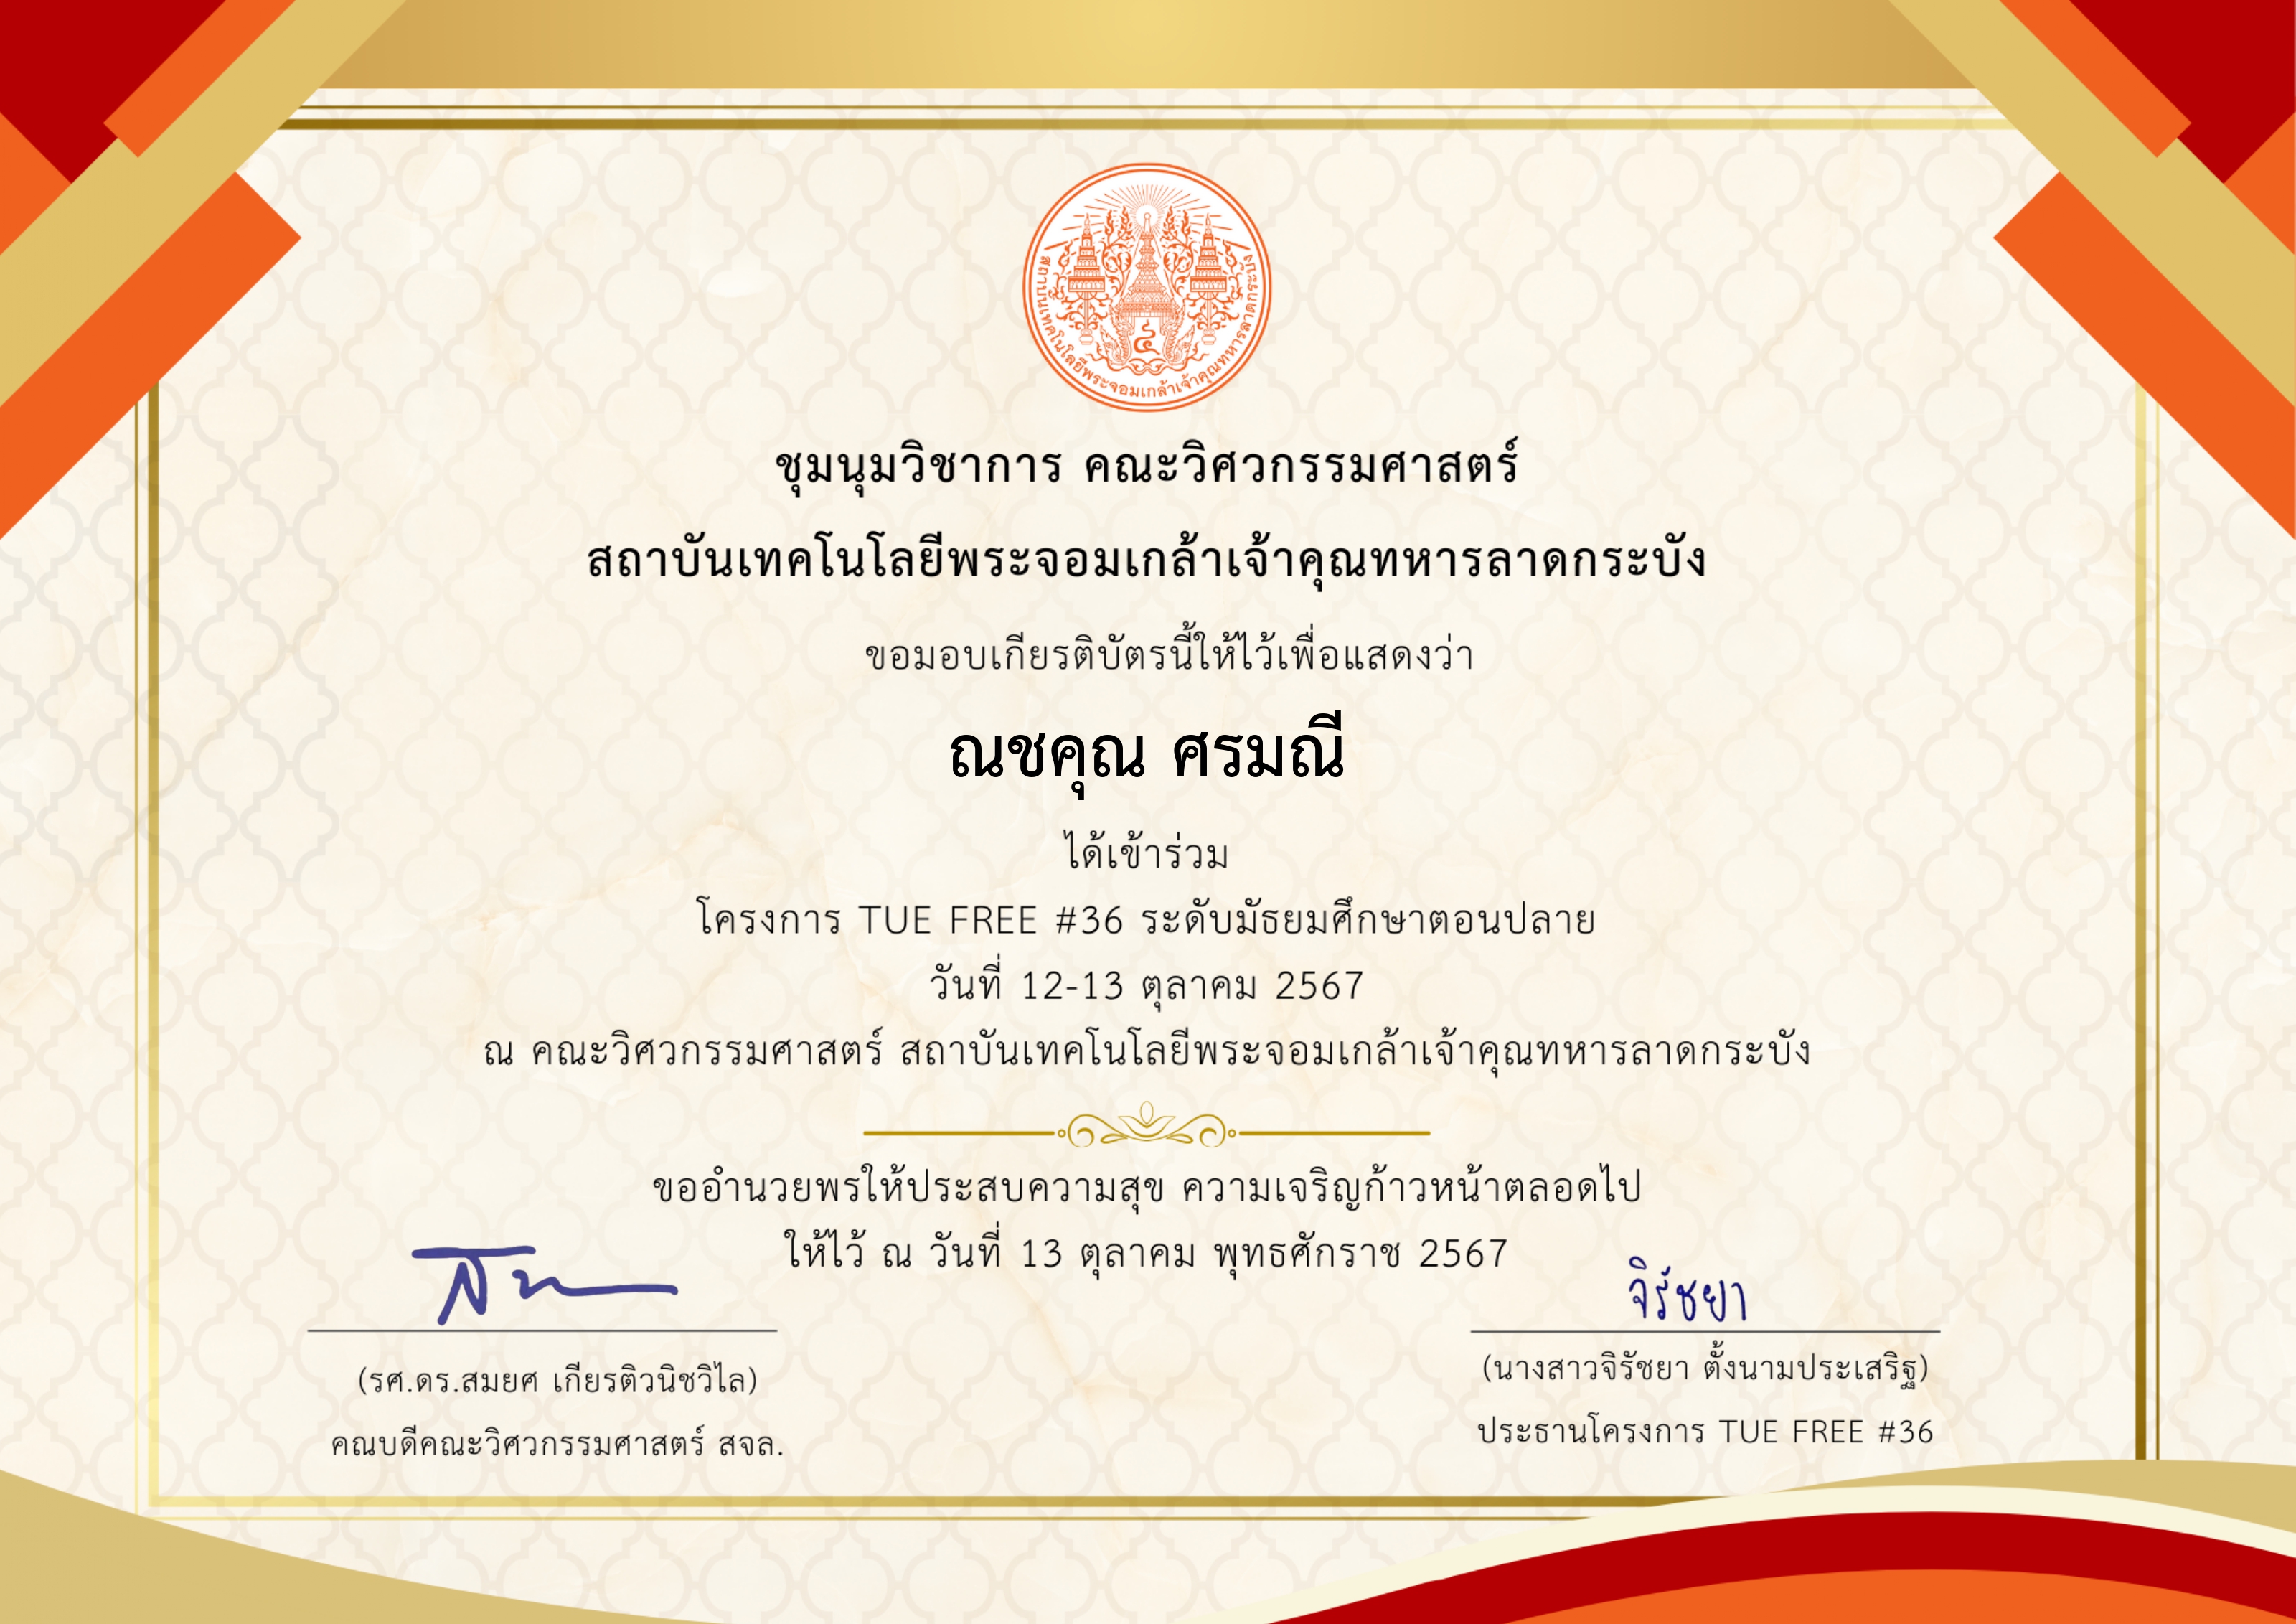 สถาบันเทคโนโลยีพระจอมเกล้าเจ้าคุณทหารลาดกระบัง
ชุมนุมวิชาการ คณะวิศวกรรมศาสตร์
สถาบันเทคโนโลยีพระจอมเกล้าเจ้าคุณทหารลาดกระบัง
ขอมอบเกียรติบัตรนี้ให้ไว้เพื่อแสดงว่า
ณชคุณ ศรมณี
ได้เข้าร่วม
โครงการ TUE FREE #36 ระดับมัธยมศึกษาตอนปลาย
วันที่ 12-13 ตุลาคม 2567
ณ คณะวิศวกรรมศาสตร์ สถาบันเทคโนโลยีพระจอมเกล้าเจ้าคุณทหารลาดกระบัง
ขออำนวยพรให้ประสบความสุข ความเจริญก้าวหน้าตลอดไป
ให้ไว้ ณ วันที่ 13 ตุลาคม พุทธศักราช 2567
จิรัชยา
(รศ.ดร.สมยศ เกียรติวนิชวิไล)
คณบดีคณะวิศวกรรมศาสตร์ สจล.
(นางสาวจิรัชยา ตั้งนามประเสริฐ)
ประธานโครงการ TUE FREE #36